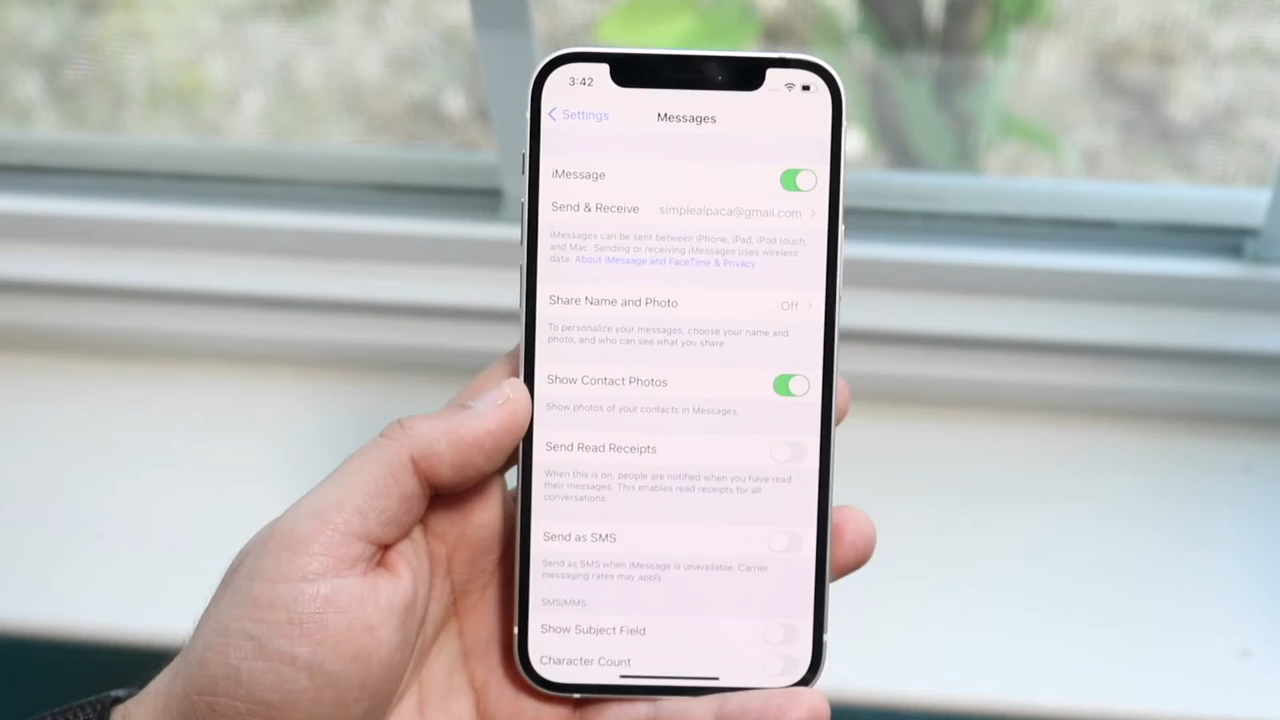 3:42
Settings
Messages
iMessage
Send & Receive simplealpaca@gmail.com
iMessages can be sent between iPhone, iPad, iPod touch,
and Mac. Sending or receiving iMessages uses wireless
data. About iMessage and FaceTime & Privacy
Share Name and Photo Off
To personalize your messages, choose your name and
photo, and who can see what you share.
Show Contact Photos
Show photos of your contacts in Messages.
Send Read Receipts
When this is on, people are notified when you have read
their messages. This enables read receipts for all
conversations.
Send as SMS
Send as SMS when iMessage is unavailable. Carrier
messaging rates may apply.
SMS/MMS
Show Subject Field
Character Count